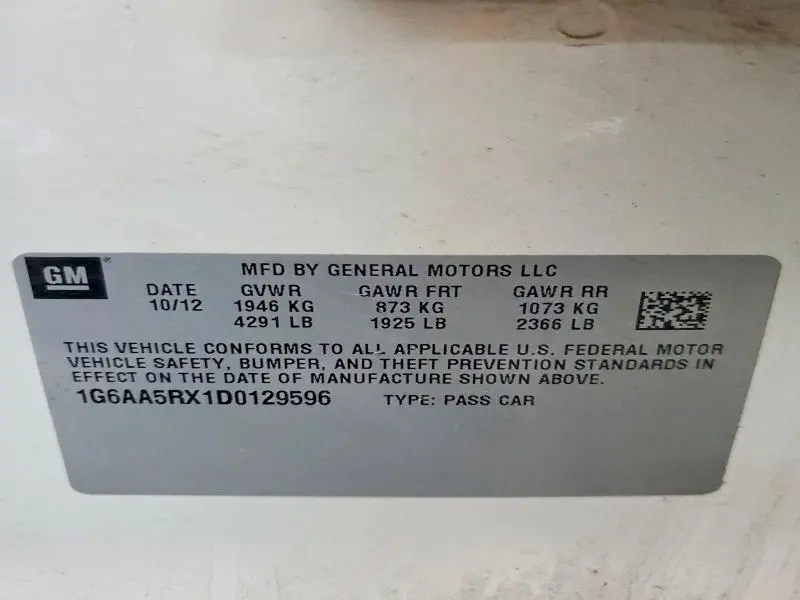 GM
MFD BY GENERAL MOTORS LLC
DATE GVWR GAWR FRT GAWR RR
10/12 1946 KG 873 KG 1073 KG
4291 LB 1925 LB 2366 LB
THIS VEHICLE CONFORMS TO ALL APPLICABLE U.S. FEDERAL MOTOR
VEHICLE SAFETY, BUMPER, AND THEFT PREVENTION STANDARDS IN
EFFECT ON THE DATE OF MANUFACTURE SHOWN ABOVE.
1G6AA5RX1D0129596 TYPE: PASS CAR